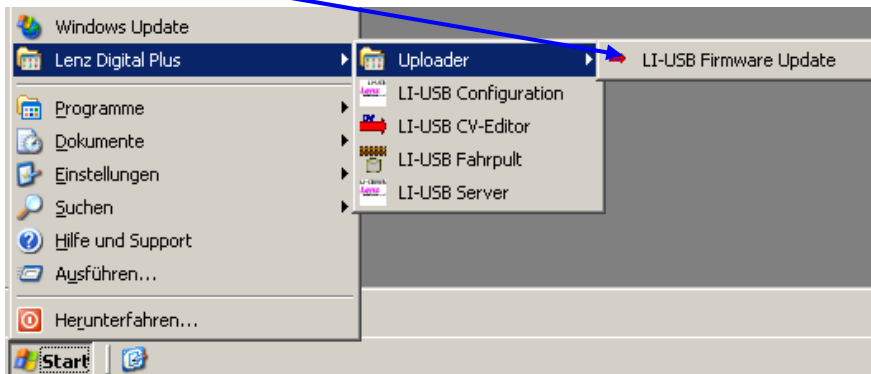 Windows Update
Lenz Digital Plus
Uploader
LI-USB Firmware Update
LI-USB Configuration
Programme
LI-USB CV-Editor
Dokumente
LI-USB Fahrpult
Einstellungen
LI-USB Server
Suchen
Hilfe und Support
Ausführen...
Herunterfahren...
Start